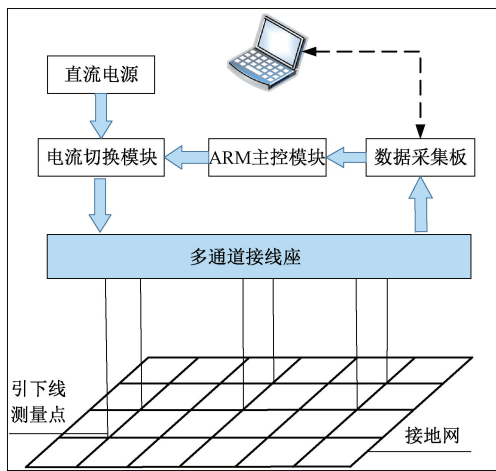 直流电源
电流切换模块
ARM主控模块
数据采集板
多通道接线座
引下线
测量点
接地网